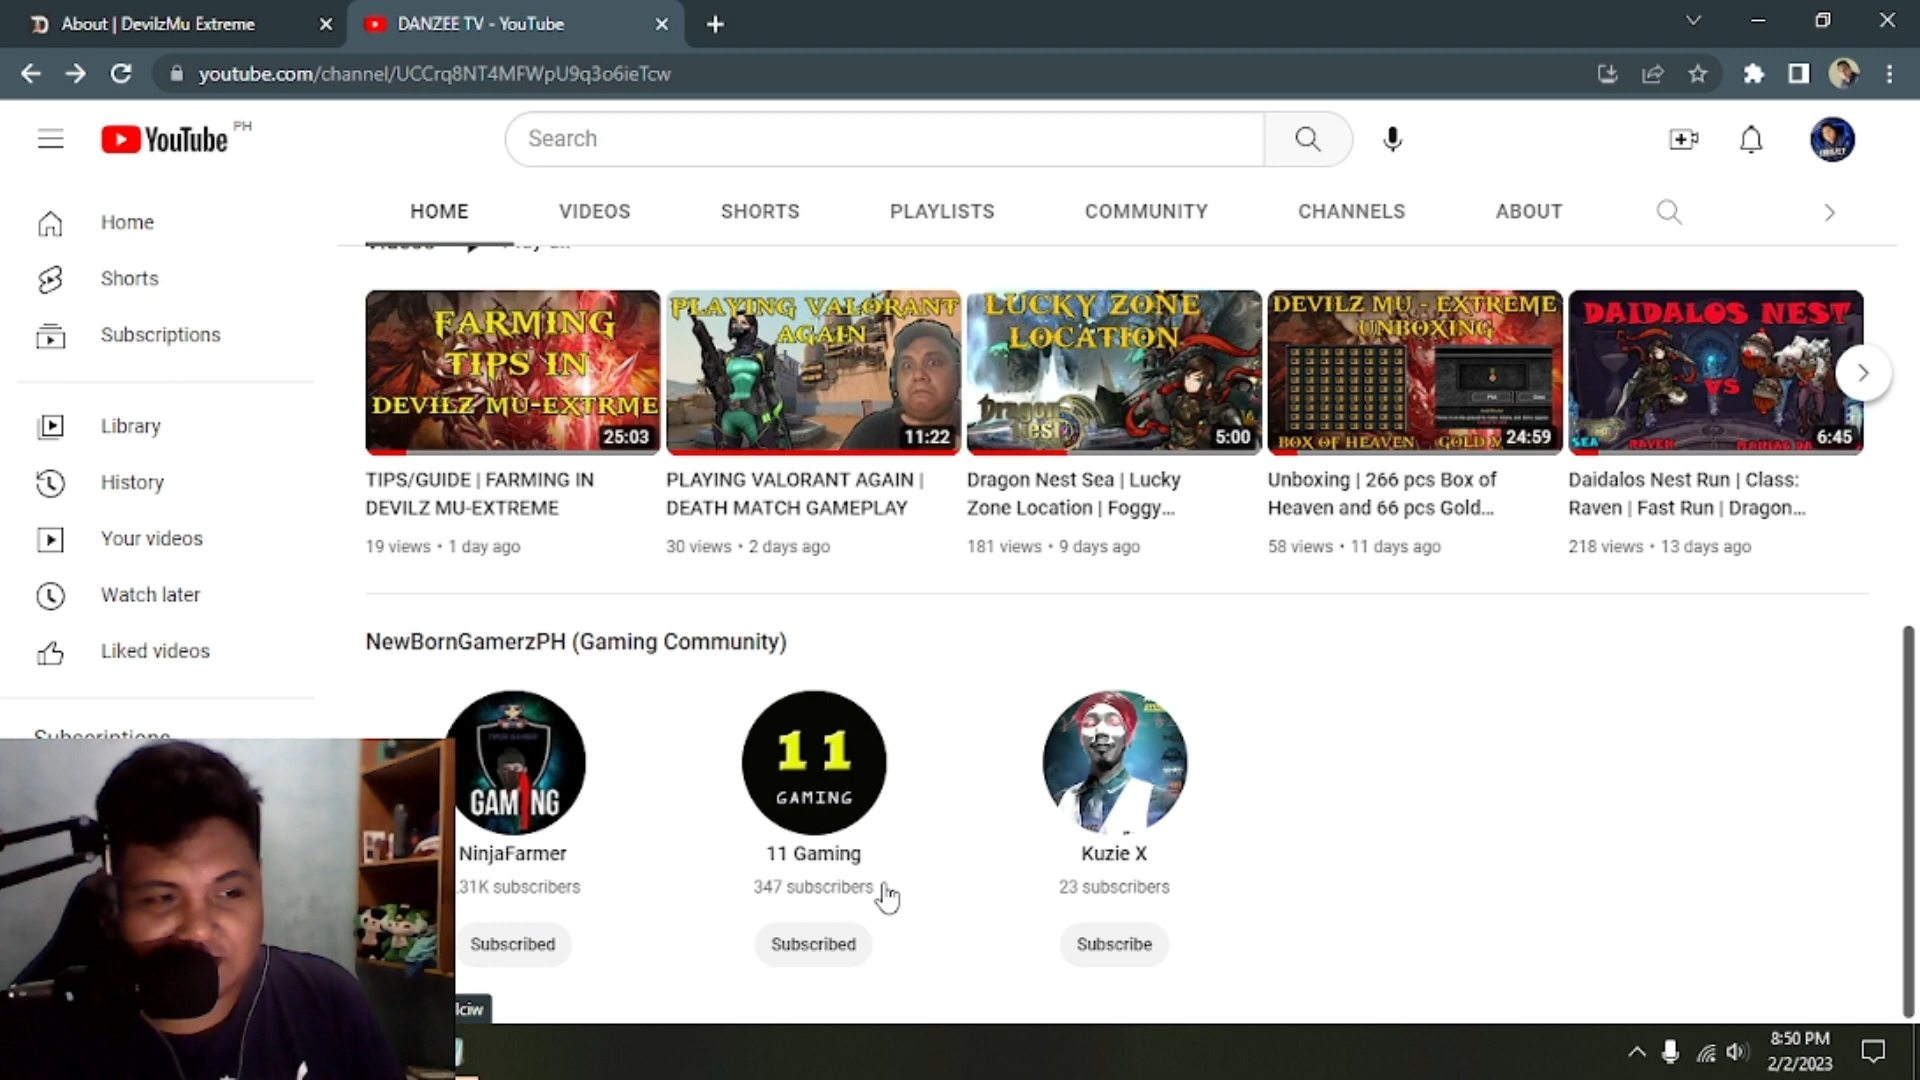 About | DevilzMu Extreme
DANZEE TV - YouTube
youtube.com/channel/UCCrq8NT4MFWpU9q3o6ieTcw
YouTube PH
Search
HOME VIDEOS SHORTS PLAYLISTS COMMUNITY CHANNELS ABOUT
Home
Shorts
Subscriptions
Library
History
Your videos
Watch later
Liked videos
Subscriptions
FARMING
TIPS IN
DEVILZ MU-EXTRME
25:03
PLAYING VALORANT
AGAIN
11:22
LUCKY ZONE
LOCATION
Dragon
Nest
5:00
DEVILZ MU - EXTREME
UNBOXING
BOX OF HEAVEN
GOLD
24:59
DAIDALOS NEST
VS
SEA
RAVEN
6:45
TIPS/GUIDE | FARMING IN
DEVILZ MU-EXTREME
19 views • 1 day ago
PLAYING VALORANT AGAIN |
DEATH MATCH GAMEPLAY
30 views • 2 days ago
Dragon Nest Sea | Lucky
Zone Location | Foggy...
181 views • 9 days ago
Unboxing | 266 pcs Box of
Heaven and 66 pcs Gold...
58 views • 11 days ago
Daidalos Nest Run | Class:
Raven | Fast Run | Dragon...
218 views • 13 days ago
NewBornGamerzPH (Gaming Community)
GAMING
NinjaFarmer
.31K subscribers
Subscribed
11
GAMING
11 Gaming
347 subscribers
Subscribed
Kuzie X
23 subscribers
Subscribe
8:50 PM
2/2/2023